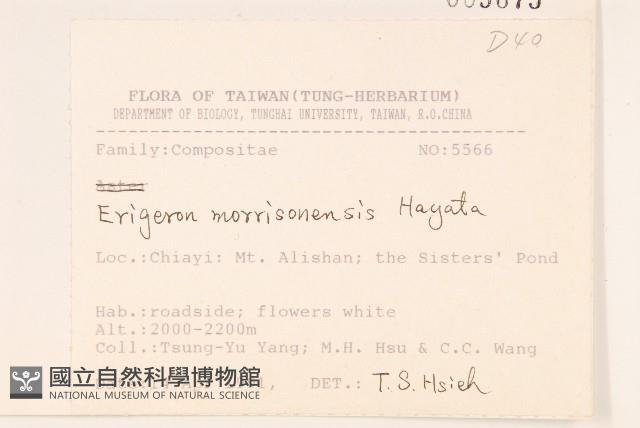 D40
FLORA OF TAIWAN(TUNG-HERBARIUM)
DEPARTMENT OF BIOLOGY, TUNGHAI UNIVERSITY, TAIWAN, R.O.CHINA
Family:Compositae NO:5566
Aster
Erigeron morrisonensis Hayata
Loc.:Chiayi: Mt. Alishan; the Sisters' Pond
Hab.:roadside; flowers white
Alt.:2000-2200m
Coll.:Tsung-Yu Yang; M.H. Hsu & C.C. Wang
DET.: T.S.Hsieh
國立自然科學博物館
NATIONAL MUSEUM OF NATURAL SCIENCE